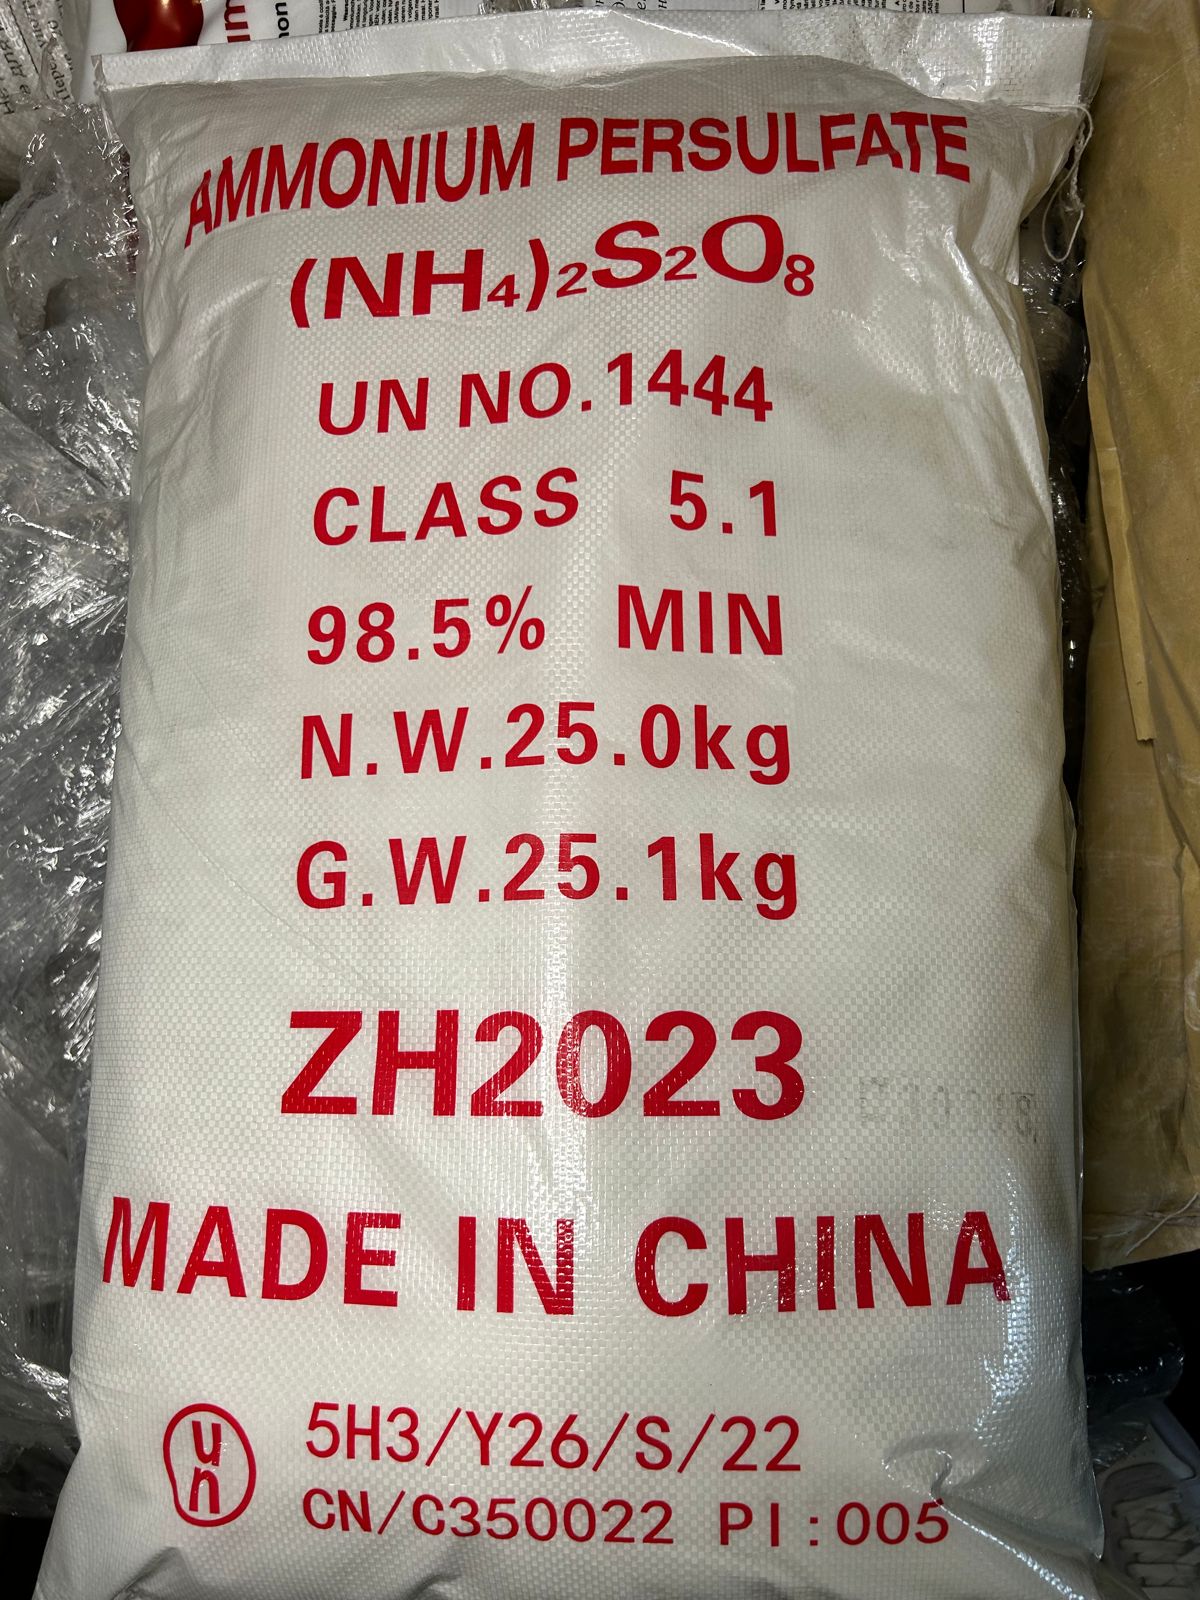 AMMONIUM PERSULFATE
(NH₄)₂S₂O₈
UN NO.1444
CLASS 5.1
98.5% MIN
N.W.25.0kg
G.W.25.1kg
ZH2023
MADE IN CHINA
un
5H3/Y26/S/22
CN/C350022 PI:005